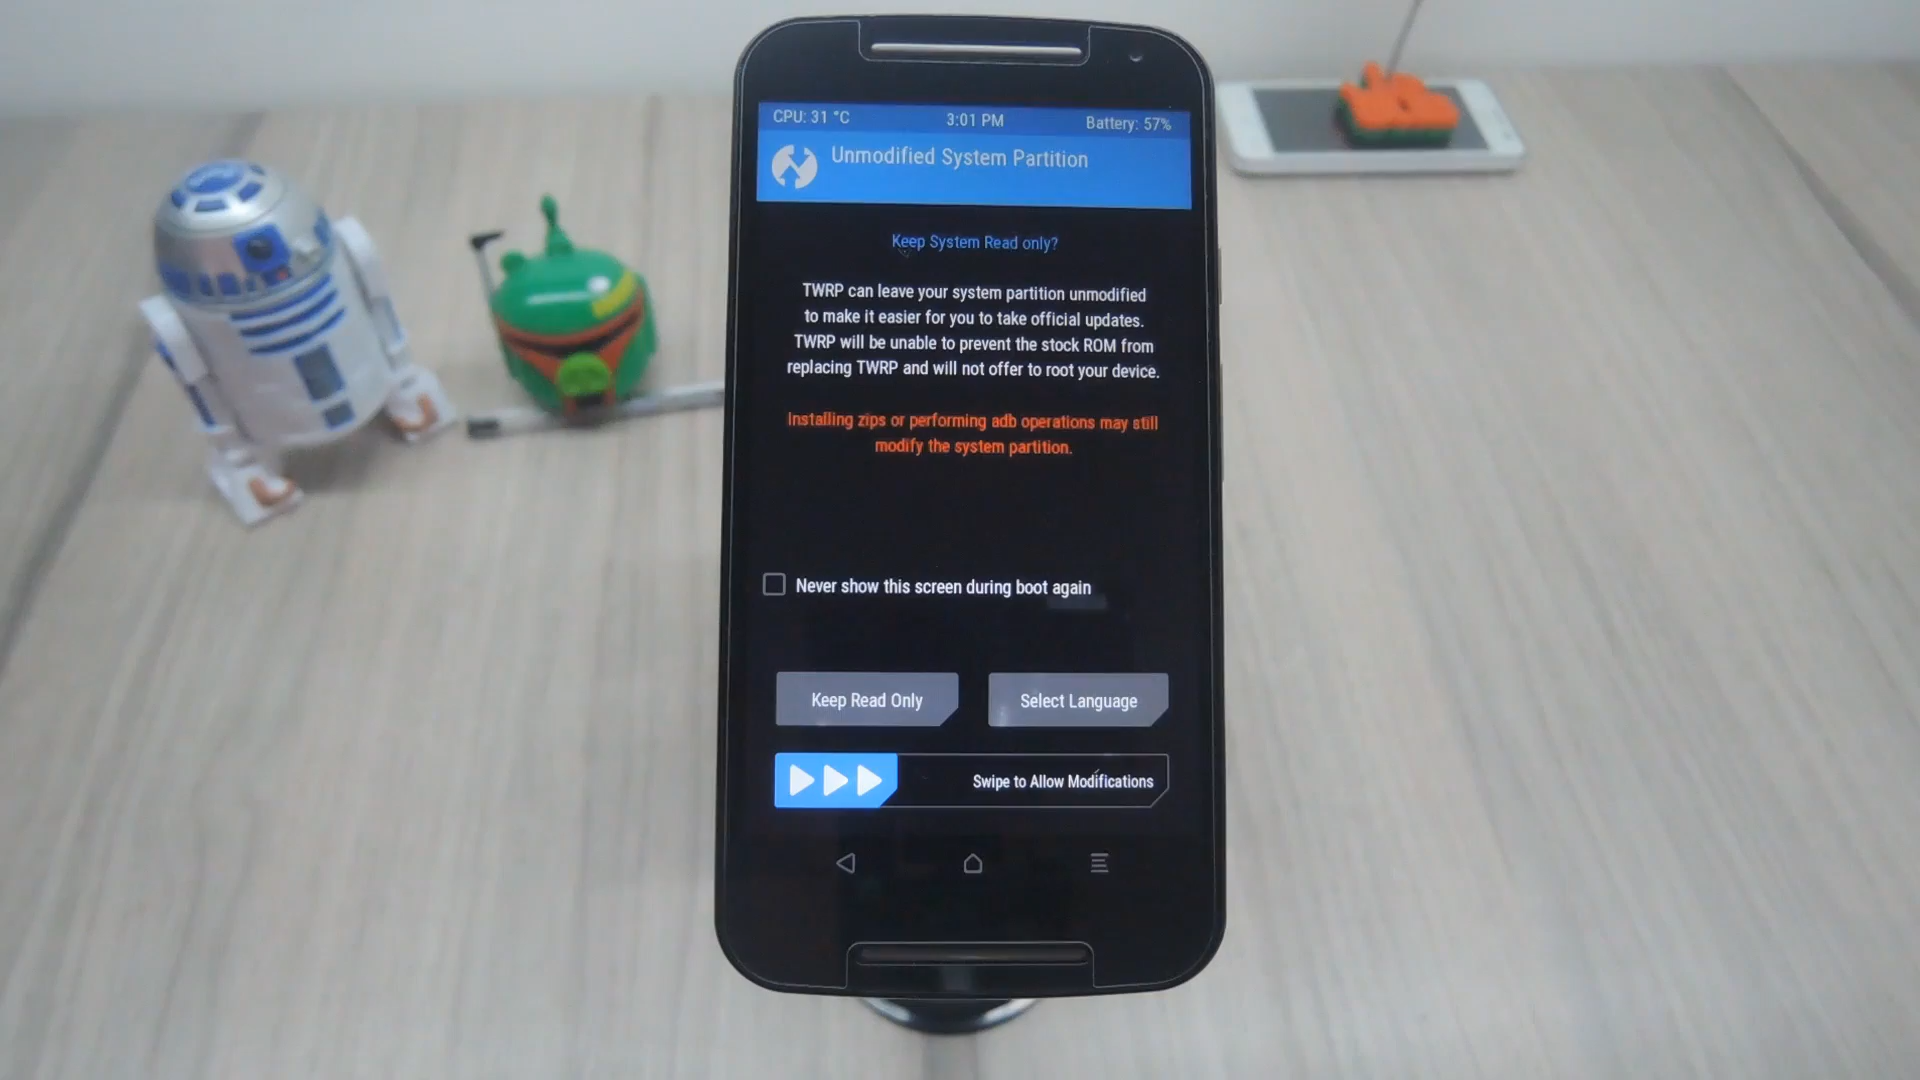 CPU: 31 °C 3:01 PM Battery: 57%
Unmodified System Partition
Keep System Read only?
TWRP can leave your system partition unmodified
to make it easier for you to take official updates.
TWRP will be unable to prevent the stock ROM from
replacing TWRP and will not offer to root your device.
Installing zips or performing adb operations may still
modify the system partition.
Never show this screen during boot again
Keep Read Only Select Language
Swipe to Allow Modifications